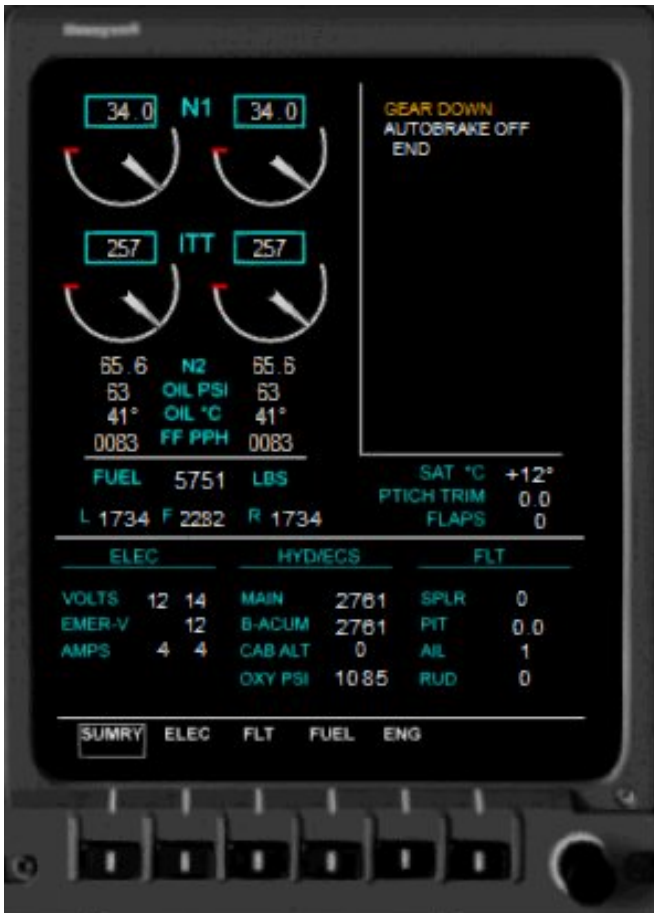 Honeywell
34.0 N1 34.0
257 ITT 257
65.6 N2 65.6
63 OIL PSI 63
41° OIL °C 41°
0083 FF PPH 0083
FUEL 5751 LBS
L 1734 F 2282 R 1734
GEAR DOWN
AUTOBRAKE OFF
END
SAT °C +12°
PTICH TRIM 0.0
FLAPS 0
ELEC
VOLTS 12 14
EMER-V 12
AMPS 4 4
HYD/ECS
MAIN 2761
B-ACUM 2761
CAB ALT 0
OXY PSI 1085
FLT
SPLR 0
PIT 0.0
AIL 1
RUD 0
SUMRY ELEC FLT FUEL ENG